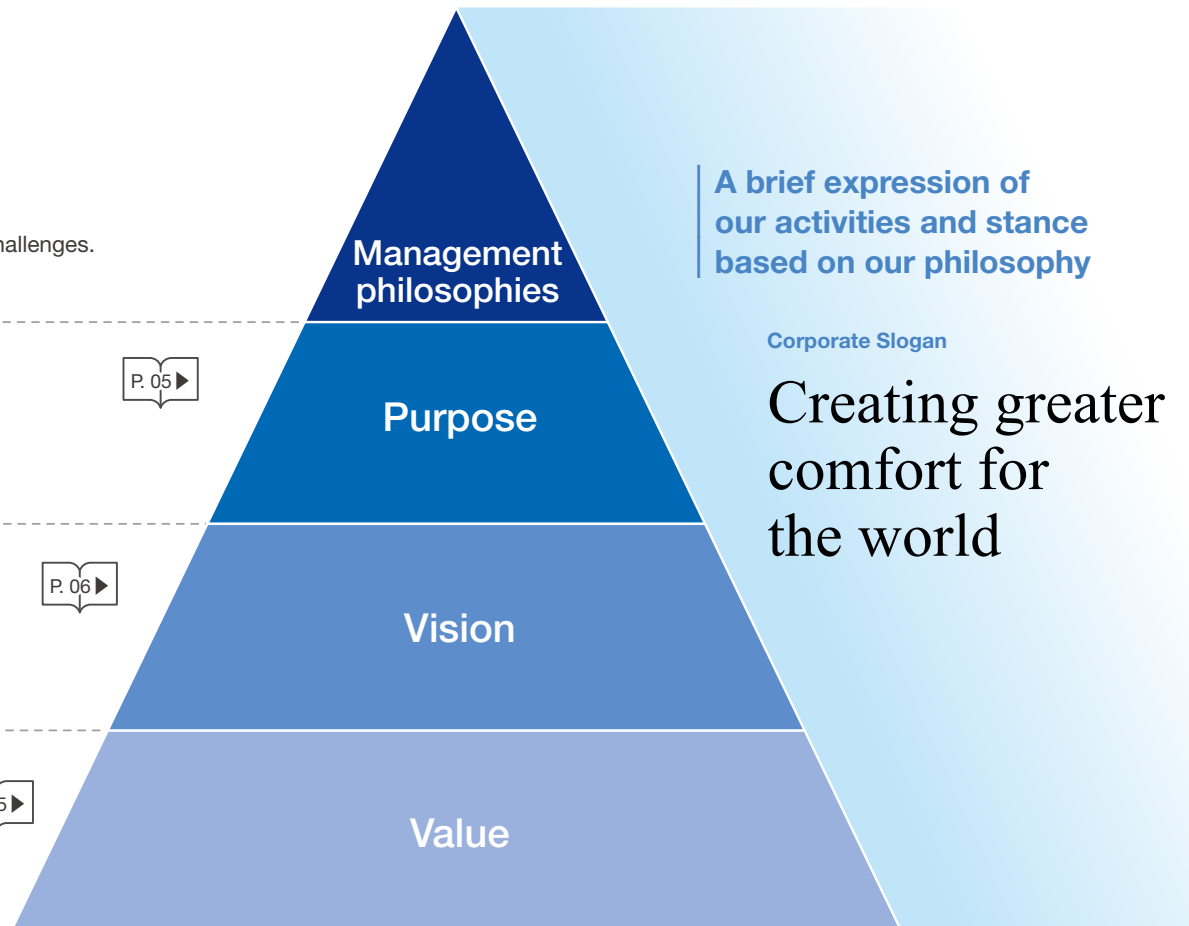 A brief expression of
our activities and stance
based on our philosophy
Management
philosophies
Corporate Slogan
Creating greater
comfort for
the world
P. 05
Purpose
P. 06
Vision
Value